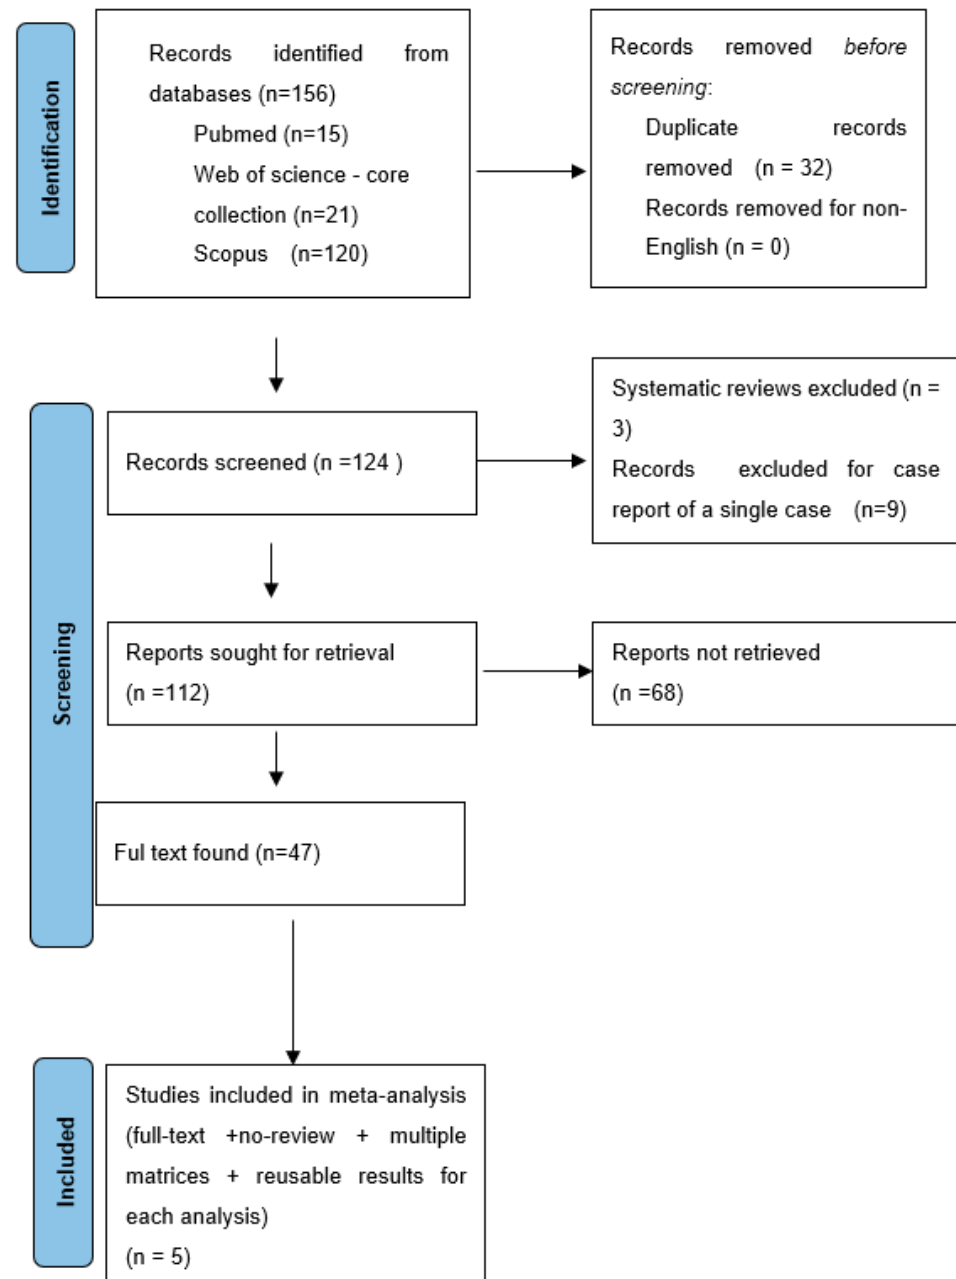 Identification
Records identified from
databases (n=156)
Pubmed (n=15)
Web of science - core
collection (n=21)
Scopus (n=120)
Records removed before
screening:
Duplicate records
removed (n = 32)
Records removed for non-
English (n = 0)
Screening
Records screened (n =124 )
Systematic reviews excluded (n =
3)
Records excluded for case
report of a single case (n=9)
Reports sought for retrieval
(n =112)
Reports not retrieved
(n =68)
Ful text found (n=47)
Included
Studies included in meta-analysis
(full-text +no-review + multiple
matrices + reusable results for
each analysis)
(n = 5)